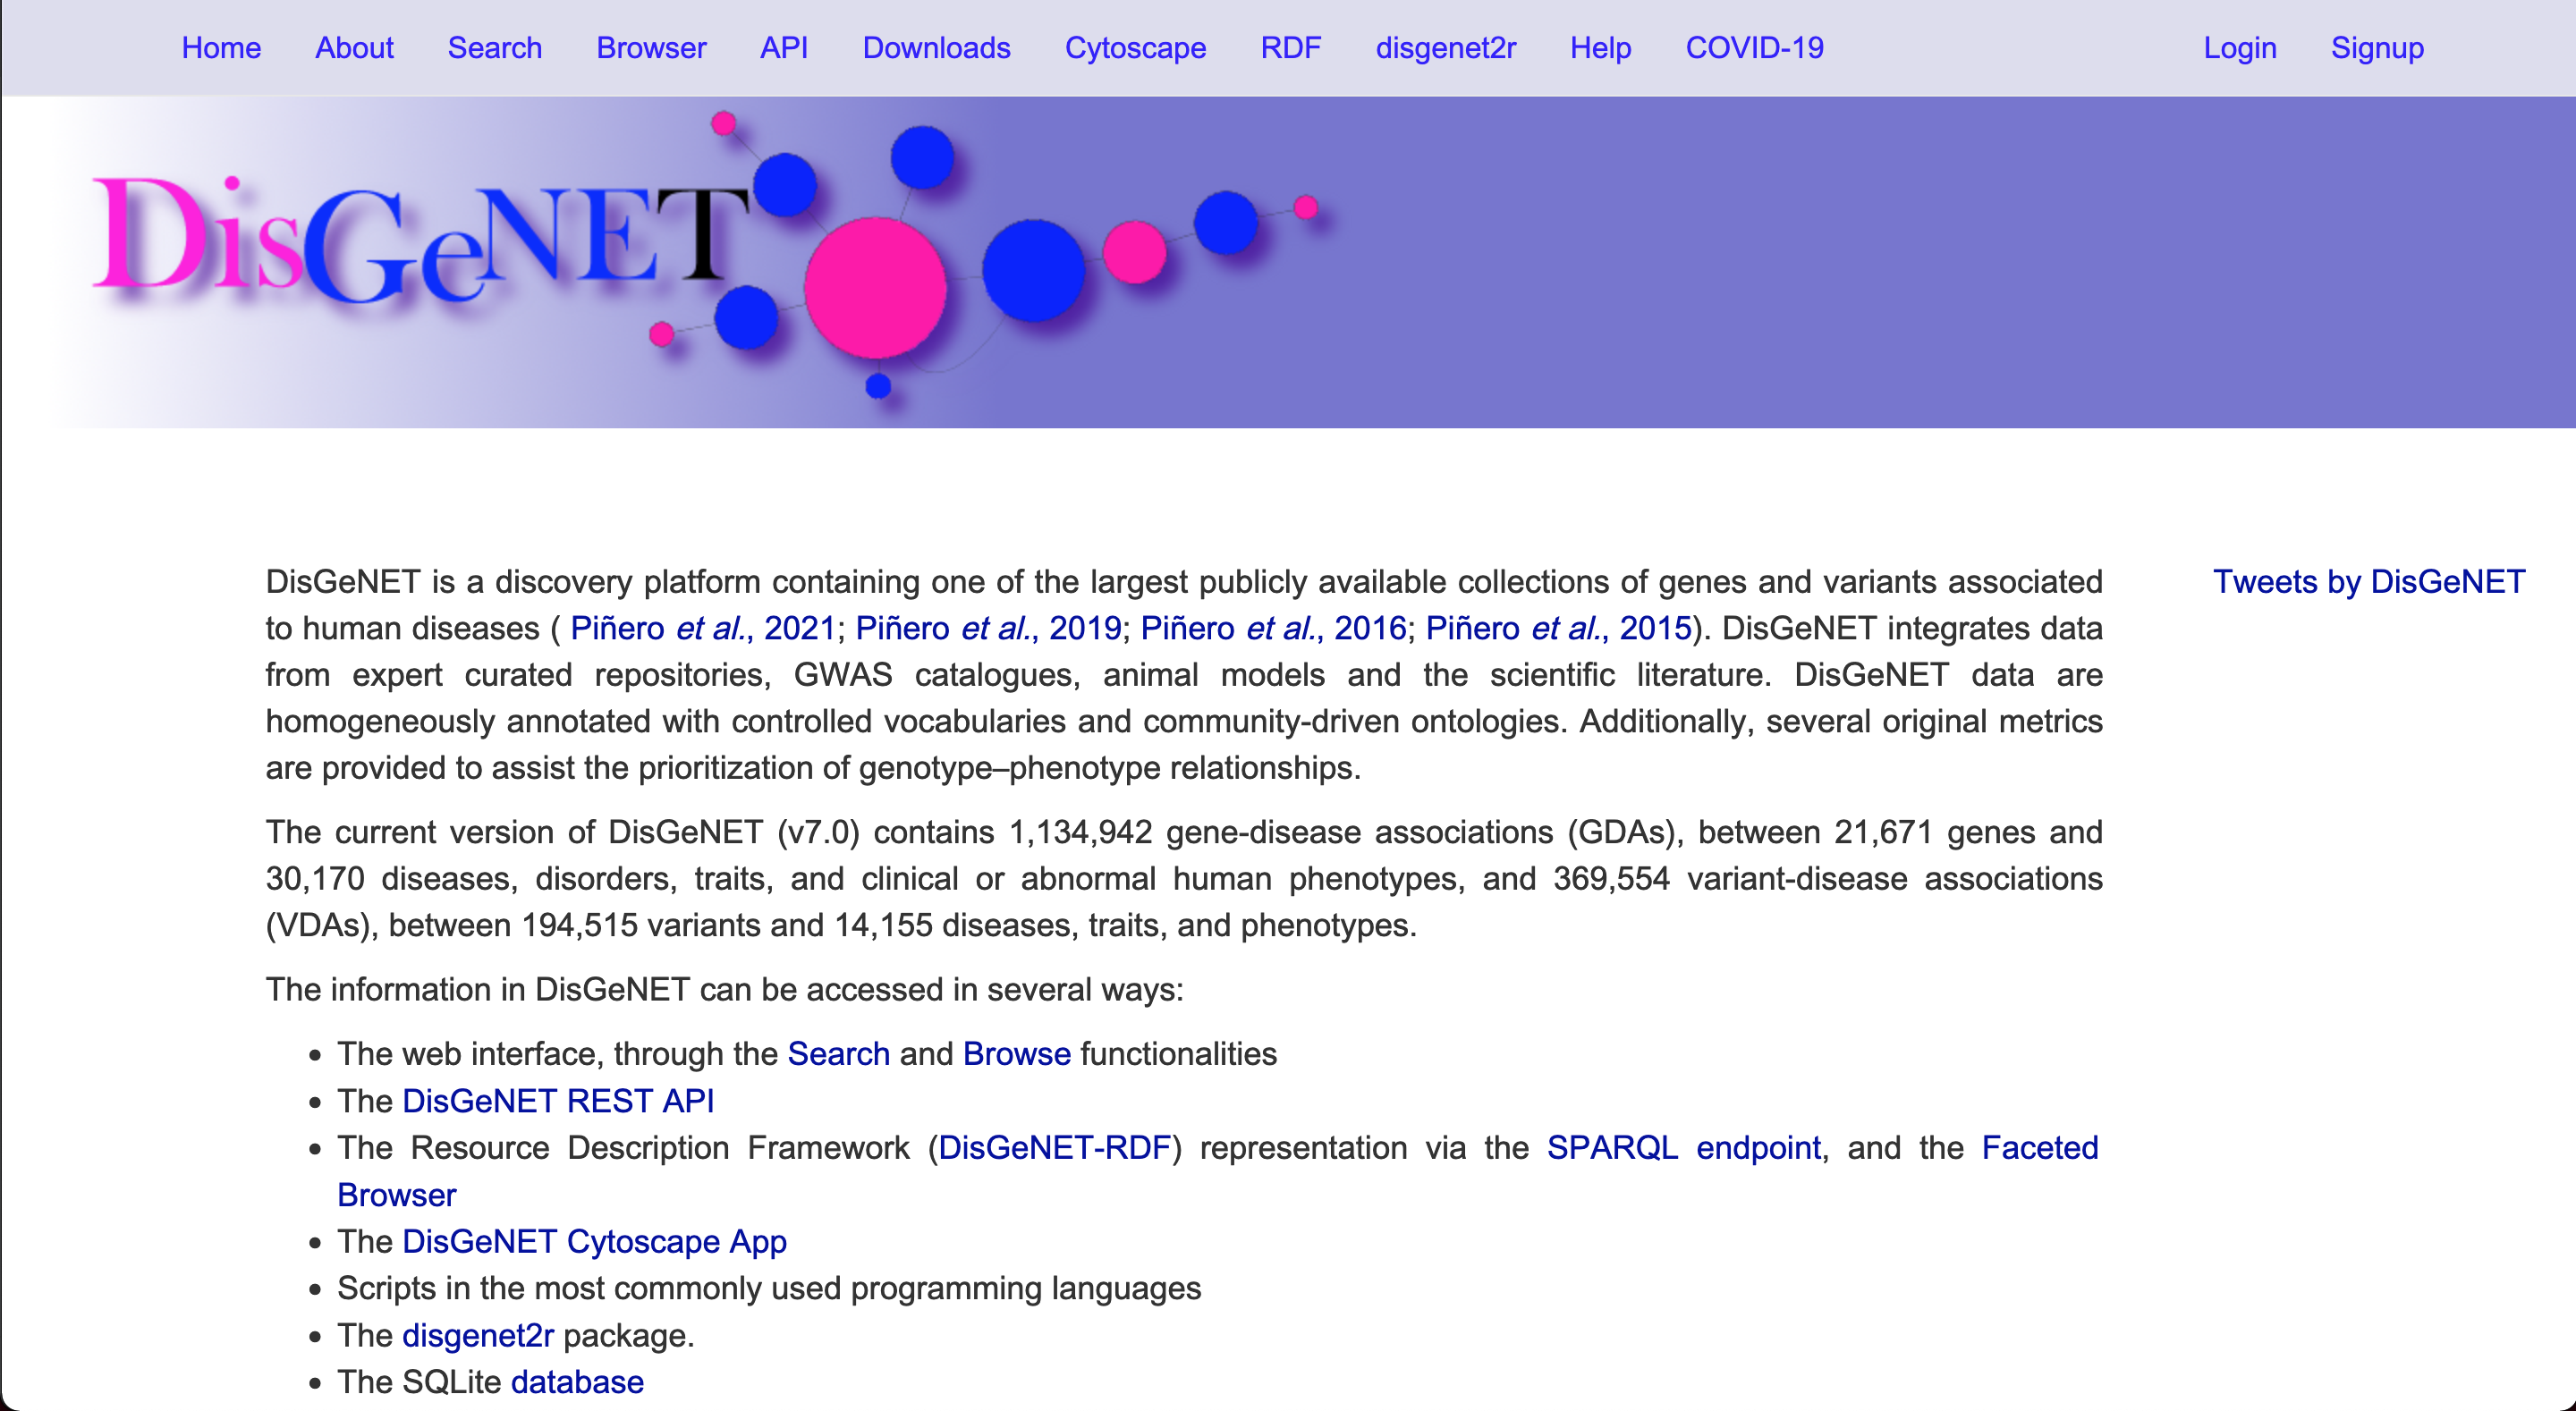 Home About Search Browser API Downloads Cytoscape RDF disgenet2r Help COVID-19 Login Signup
DisGeNET
DisGeNET is a discovery platform containing one of the largest publicly available collections of genes and variants associated
to human diseases ( Piñero et al., 2021; Piñero et al., 2019; Piñero et al., 2016; Piñero et al., 2015). DisGeNET integrates data
from expert curated repositories, GWAS catalogues, animal models and the scientific literature. DisGeNET data are
homogeneously annotated with controlled vocabularies and community-driven ontologies. Additionally, several original metrics
are provided to assist the prioritization of genotype–phenotype relationships.
The current version of DisGeNET (v7.0) contains 1,134,942 gene-disease associations (GDAs), between 21,671 genes and
30,170 diseases, disorders, traits, and clinical or abnormal human phenotypes, and 369,554 variant-disease associations
(VDAs), between 194,515 variants and 14,155 diseases, traits, and phenotypes.
The information in DisGeNET can be accessed in several ways:
• The web interface, through the Search and Browse functionalities
• The DisGeNET REST API
• The Resource Description Framework (DisGeNET-RDF) representation via the SPARQL endpoint, and the Faceted
Browser
• The DisGeNET Cytoscape App
• Scripts in the most commonly used programming languages
• The disgenet2r package.
• The SQLite database
Tweets by DisGeNET